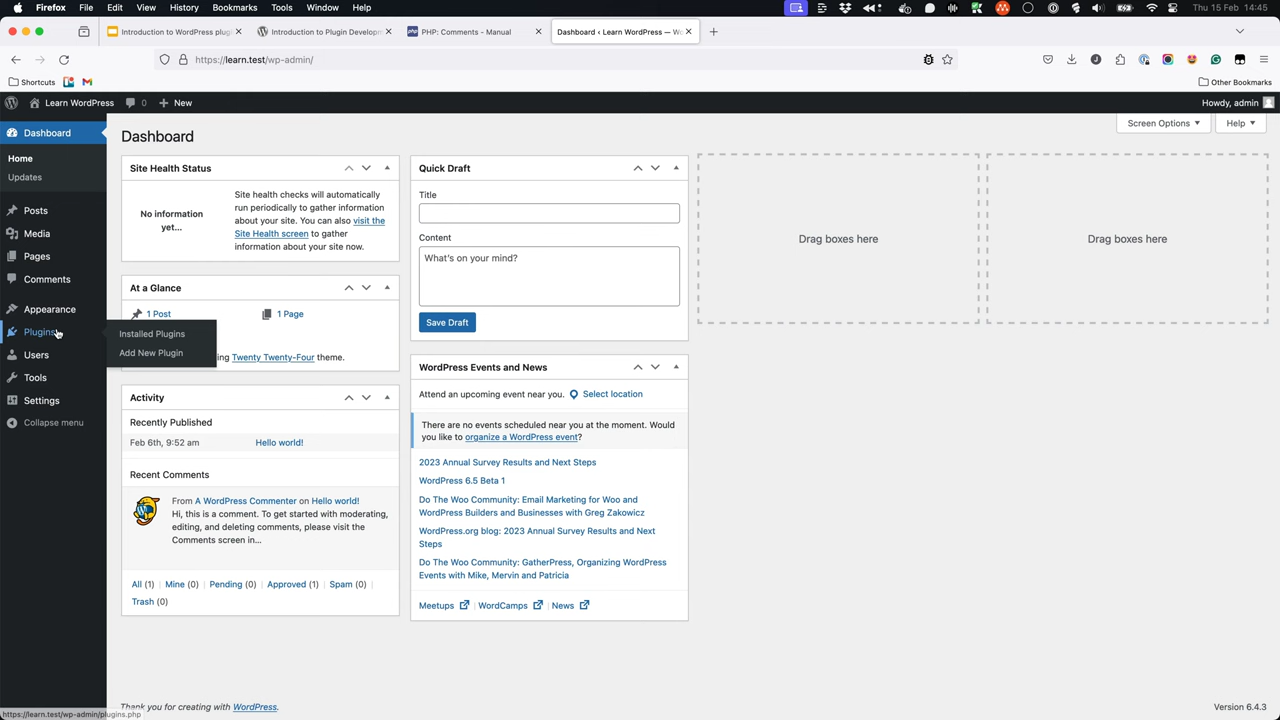 Firefox File Edit View History Bookmarks Tools Window Help
Thu 15 Feb 14:45
Introduction to WordPress plug
Introduction to Plugin Developm
PHP: Comments - Manual
Dashboard ‹ Learn WordPress — Wo
https://learn.test/wp-admin/
Shortcuts
Other Bookmarks
Learn WordPress 0 New
Howdy, admin
Screen Options
Help
Dashboard
Home
Updates
Posts
Media
Pages
Comments
Appearance
Plugins
Installed Plugins
Add New Plugin
Users
Tools
Settings
Collapse menu
Dashboard
Site Health Status
No information
yet...
Site health checks will automatically
run periodically to gather information
about your site. You can also visit the
Site Health screen to gather
information about your site now.
At a Glance
1 Post
1 Page
ing Twenty Twenty-Four theme.
Activity
Recently Published
Feb 6th, 9:52 am
Hello world!
Recent Comments
From A WordPress Commenter on Hello world!
Hi, this is a comment. To get started with moderating,
editing, and deleting comments, please visit the
Comments screen in...
All (1) | Mine (0) | Pending (0) | Approved (1) | Spam (0) |
Trash (0)
Quick Draft
Title
Content
What's on your mind?
Save Draft
WordPress Events and News
Attend an upcoming event near you. Select location
There are no events scheduled near you at the moment. Would
you like to organize a WordPress event?
2023 Annual Survey Results and Next Steps
WordPress 6.5 Beta 1
Do The Woo Community: Email Marketing for Woo and
WordPress Builders and Businesses with Greg Zakowicz
WordPress.org blog: 2023 Annual Survey Results and Next
Steps
Do The Woo Community: GatherPress, Organizing WordPress
Events with Mike, Mervin and Patricia
Meetups | WordCamps | News
Drag boxes here
Drag boxes here
Thank you for creating with WordPress.
Version 6.4.3
https://learn.test/wp-admin/plugins.php